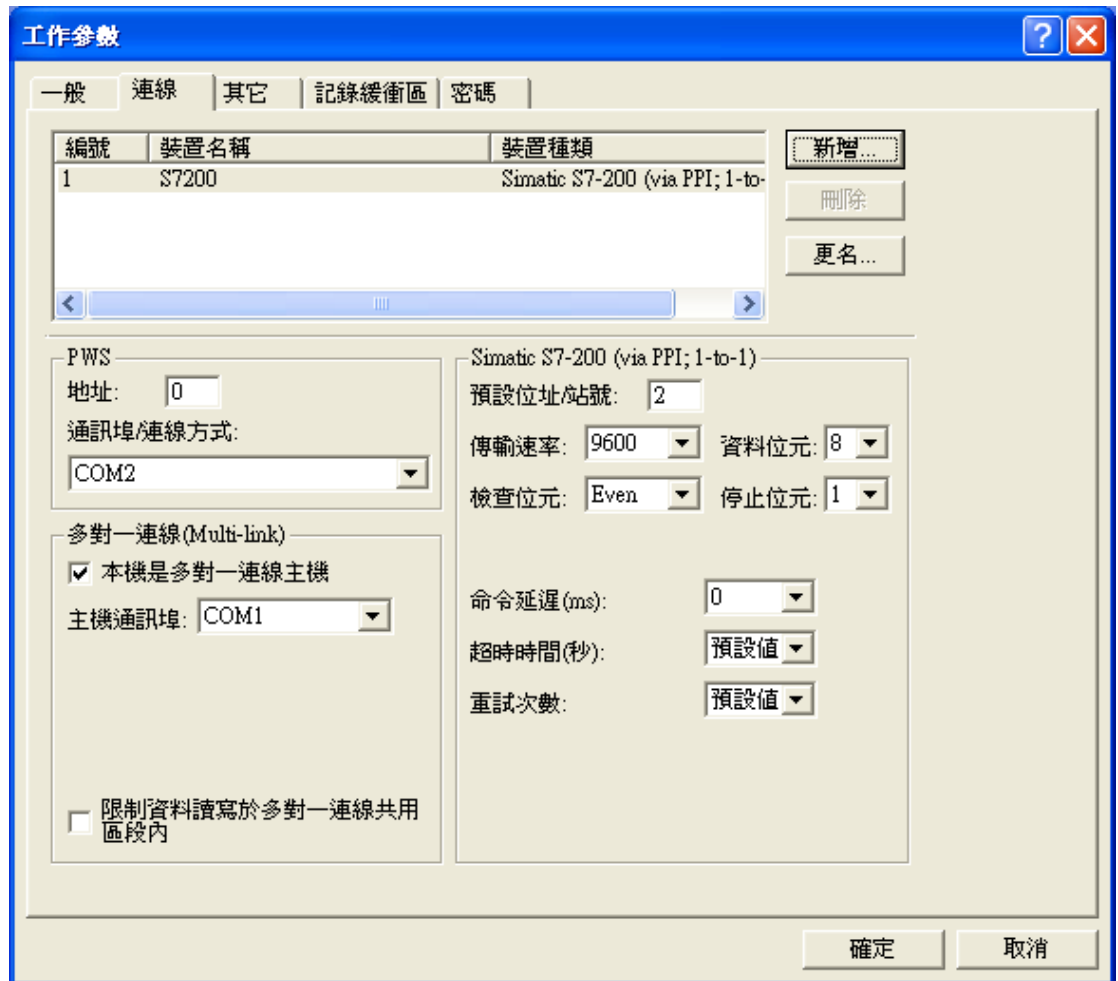 工作參數
一般 連線 其它 記錄緩衝區 密碼
編號 裝置名稱 裝置種類
1 S7200 Simatic S7-200 (via PPI; 1-to-
新增...
刪除
更名...
PWS
地址: 0
通訊埠/連線方式:
COM2
多對一連線(Multi-link)
本機是多對一連線主機
主機通訊埠: COM1
限制資料讀寫於多對一連線共用
區段內
Simatic S7-200 (via PPI; 1-to-1)
預設位址/站號: 2
傳輸速率: 9600 資料位元: 8
檢查位元: Even 停止位元: 1
命令延遲(ms): 0
超時時間(秒): 預設值
重試次數: 預設值
確定 取消